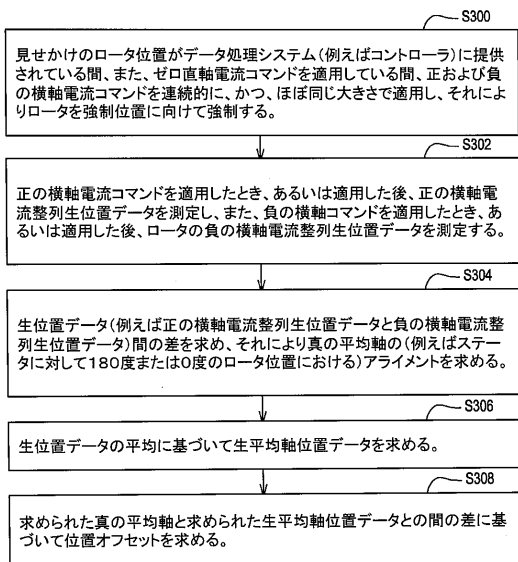 S300
見せかけのロータ位置がデータ処理システム(例えばコントローラ)に提供
されている間、また、ゼロ直軸電流コマンドを適用している間、正および負
の横軸電流コマンドを連続的に、かつ、ほぼ同じ大きさで適用し、それによ
りロータを強制位置に向けて強制する。
S302
正の横軸電流コマンドを適用したとき、あるいは適用した後、正の横軸電
流整列生位置データを測定し、また、負の横軸コマンドを適用したとき、あ
るいは適用した後、ロータの負の横軸電流整列生位置データを測定する。
S304
生位置データ(例えば正の横軸電流整列生位置データと負の横軸電流整
列生位置データ)間の差を求め、それにより真の平均軸の(例えばステ
ータに対して180度または0度のロータ位置における)アライメントを求める。
S306
生位置データの平均に基づいて生平均軸位置データを求める。
S308
求められた真の平均軸と求められた生平均軸位置データとの間の差に基
づいて位置オフセットを求める。